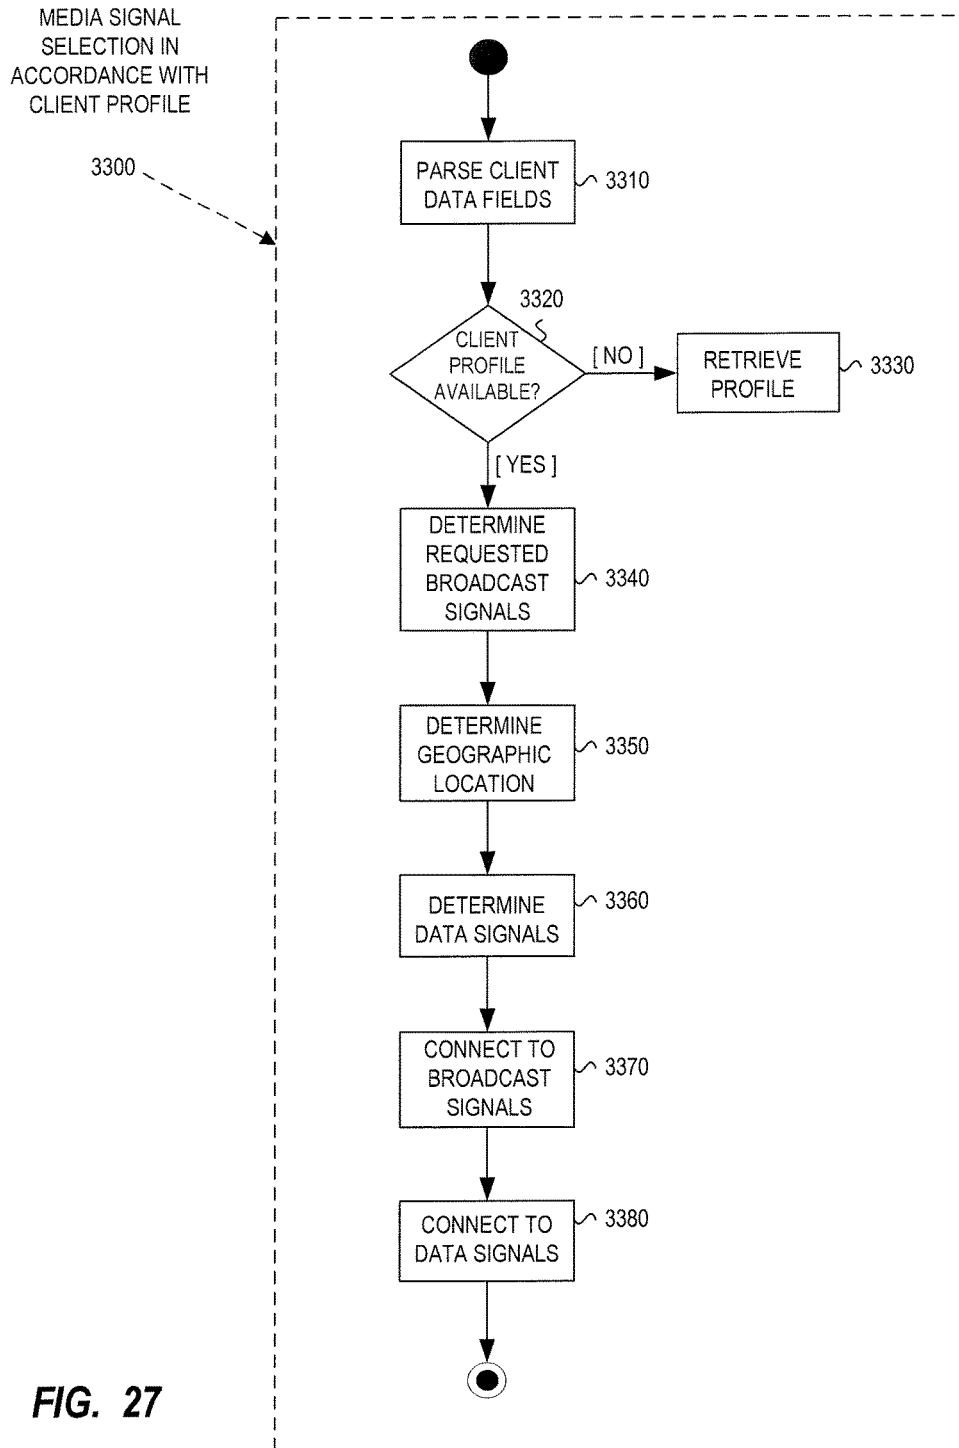 MEDIA SIGNAL
SELECTION IN
ACCORDANCE WITH
CLIENT PROFILE
3300
PARSE CLIENT
DATA FIELDS
3310
3320
CLIENT
PROFILE
AVAILABLE?
[ NO ]
RETRIEVE
PROFILE
3330
[ YES ]
DETERMINE
REQUESTED
BROADCAST
SIGNALS
3340
DETERMINE
GEOGRAPHIC
LOCATION
3350
DETERMINE
DATA SIGNALS
3360
CONNECT TO
BROADCAST
SIGNALS
3370
CONNECT TO
DATA SIGNALS
3380
FIG. 27